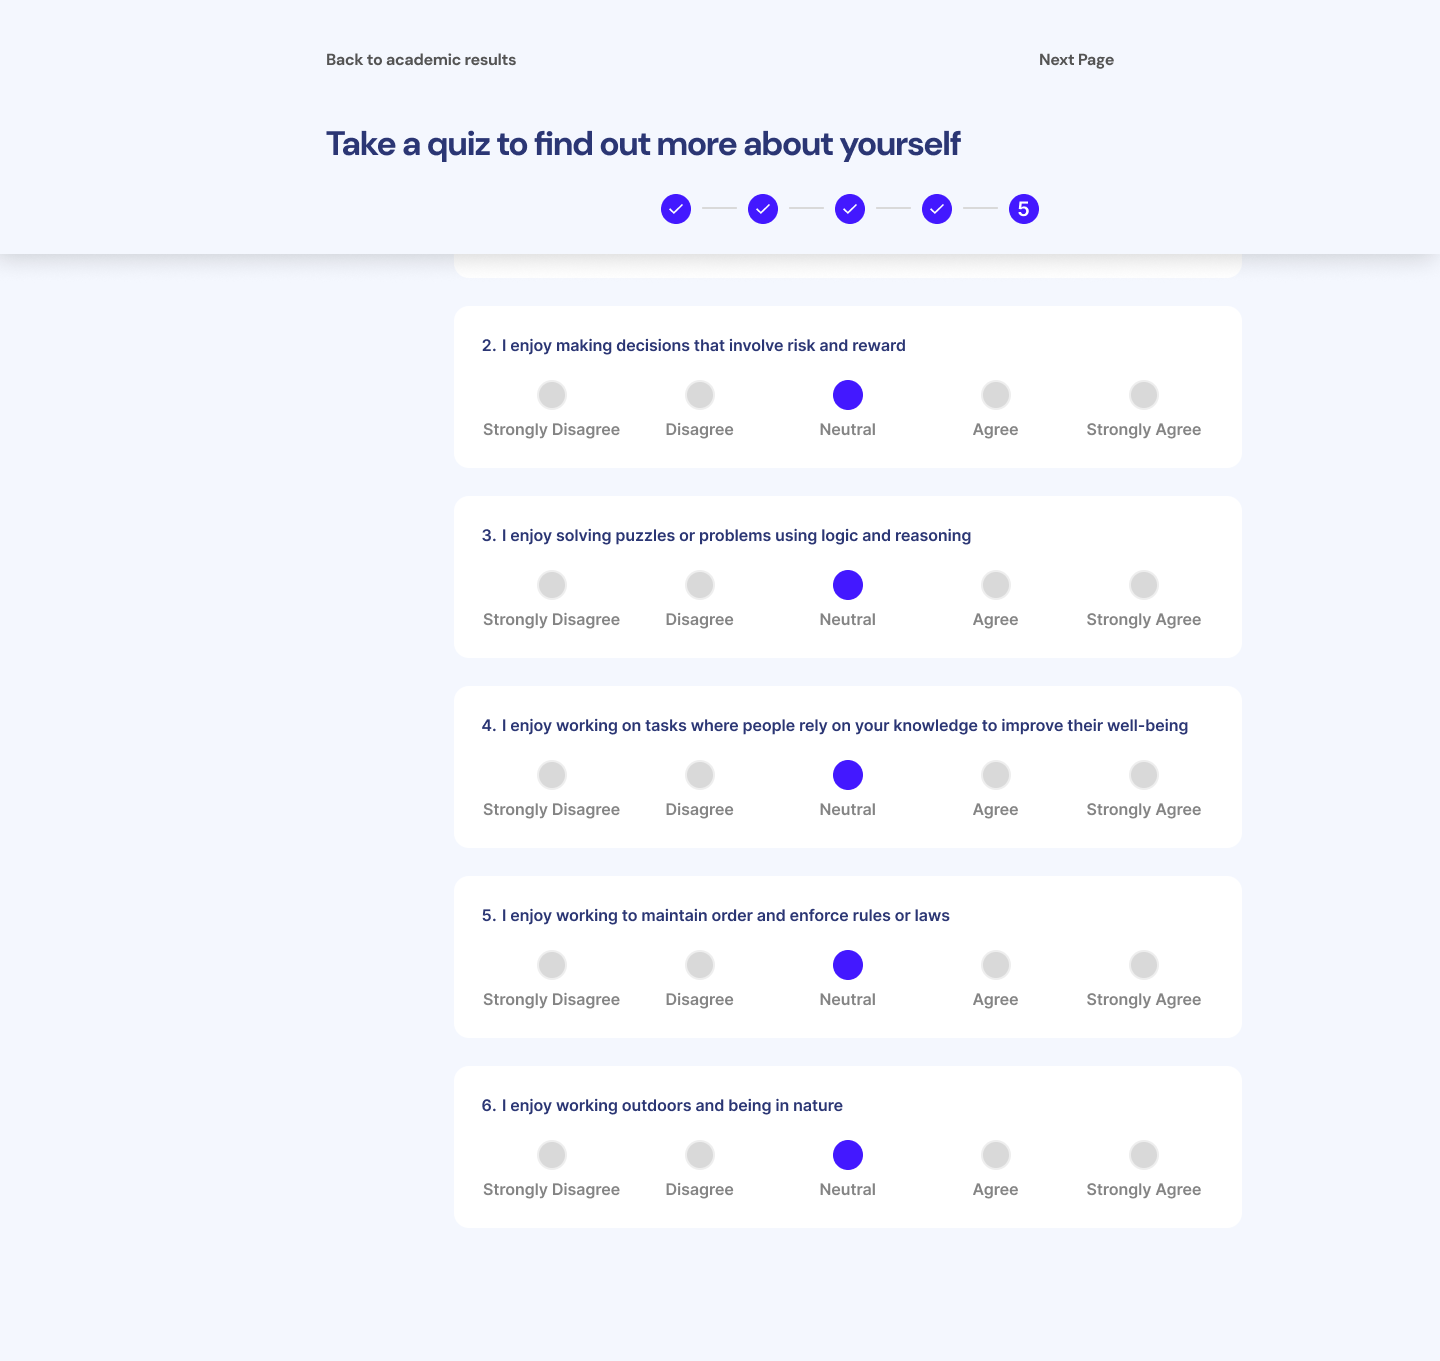 Back to academic results
Next Page
Take a quiz to find out more about yourself
5
2. I enjoy making decisions that involve risk and reward
Strongly Disagree Disagree Neutral Agree Strongly Agree
3. I enjoy solving puzzles or problems using logic and reasoning
Strongly Disagree Disagree Neutral Agree Strongly Agree
4. I enjoy working on tasks where people rely on your knowledge to improve their well-being
Strongly Disagree Disagree Neutral Agree Strongly Agree
5. I enjoy working to maintain order and enforce rules or laws
Strongly Disagree Disagree Neutral Agree Strongly Agree
6. I enjoy working outdoors and being in nature
Strongly Disagree Disagree Neutral Agree Strongly Agree